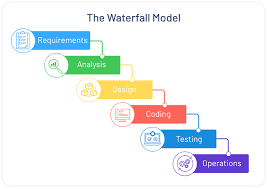 The Waterfall Model
Requirements
Analysis
Design
Coding
Testing
Operations